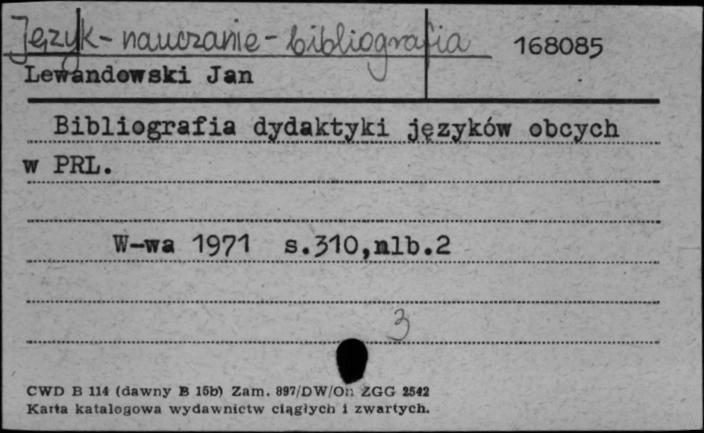 Język - nauczanie - bibliografia 168085
Lewandowski Jan
Bibliografia dydaktyki języków obcych
w PRL.
W-wa 1971 s.310,nlb.2
3
CWD B 114 (dawny B 15b) Zam. 897/DW/On ZGG 2542
Karta katalogowa wydawnictw ciągłych i zwartych.